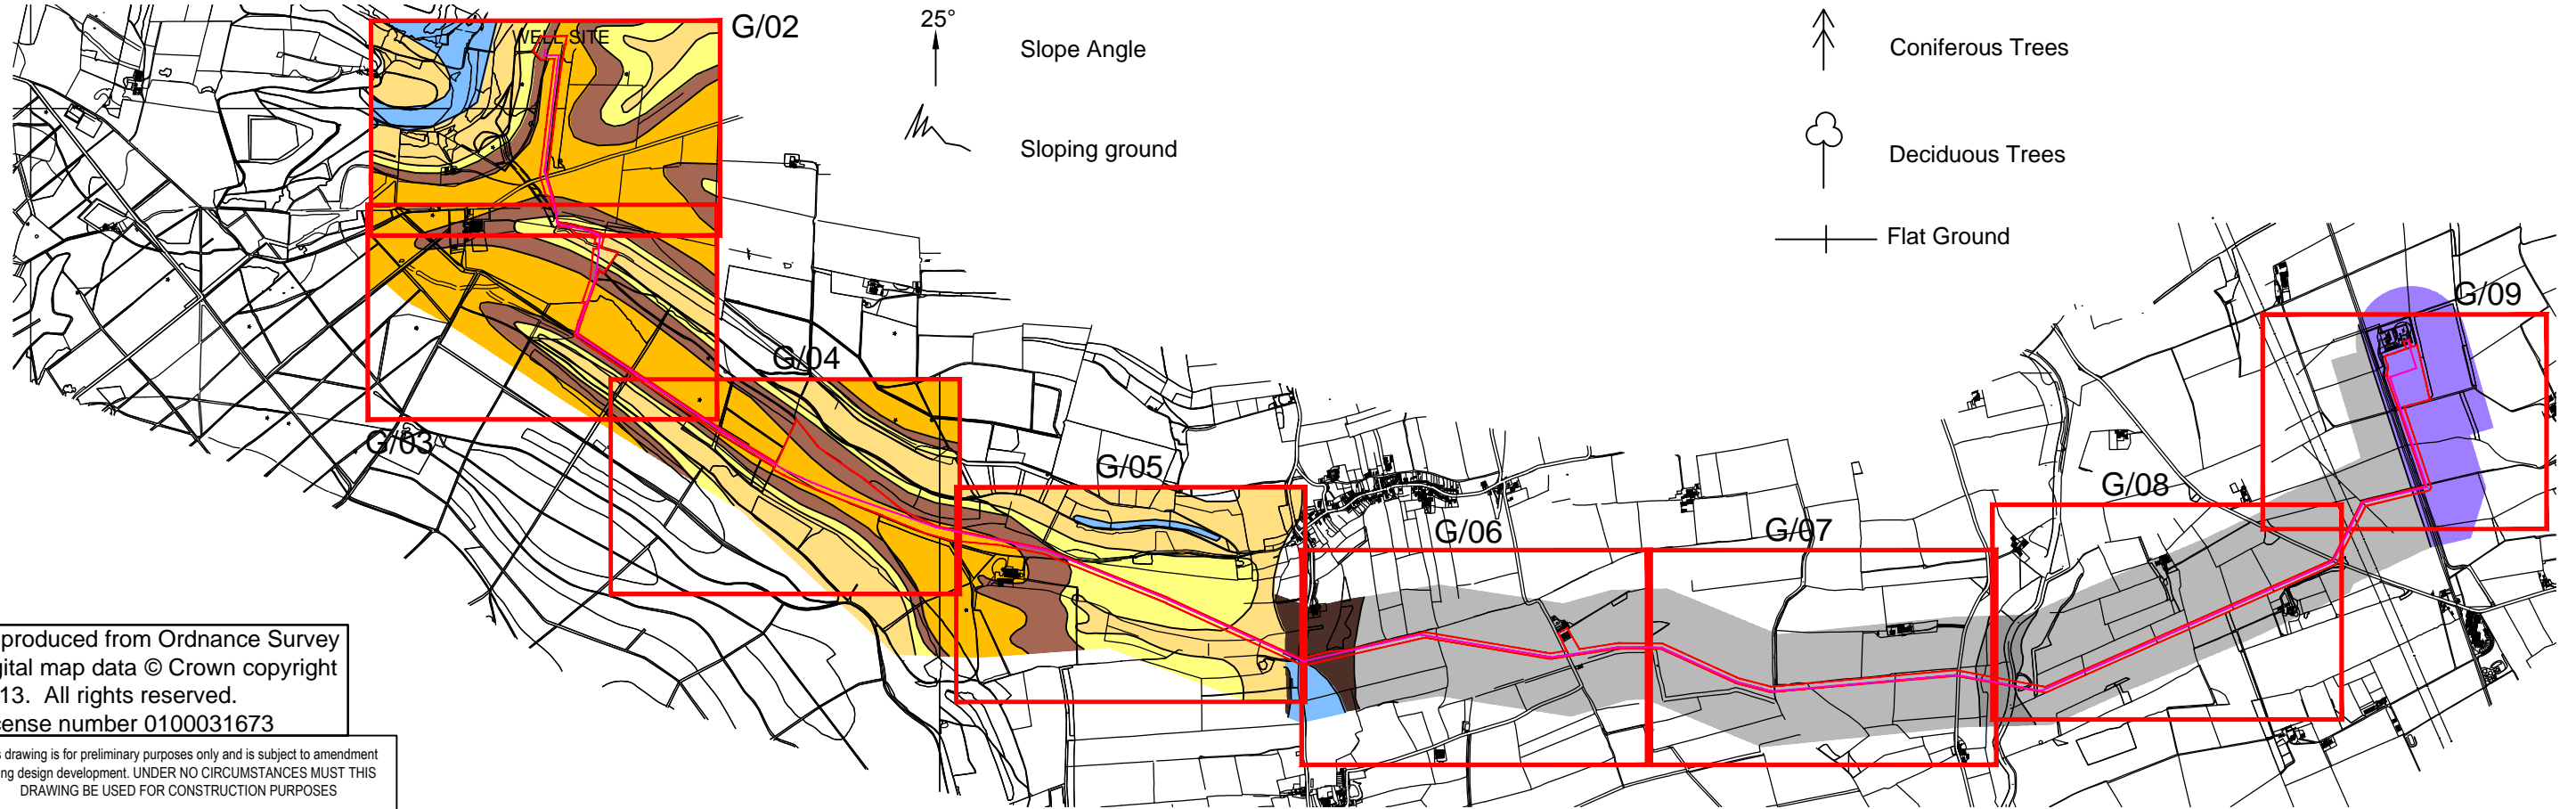 WELL SITE
G/02
25°
Slope Angle
Sloping ground
Coniferous Trees
Deciduous Trees
Flat Ground
G/03
G/04
G/05
G/06
G/07
G/08
G/09
produced from Ordnance Survey
gital map data © Crown copyright
13. All rights reserved.
cense number 0100031673
s drawing is for preliminary purposes only and is subject to amendment
ing design development. UNDER NO CIRCUMSTANCES MUST THIS
DRAWING BE USED FOR CONSTRUCTION PURPOSES